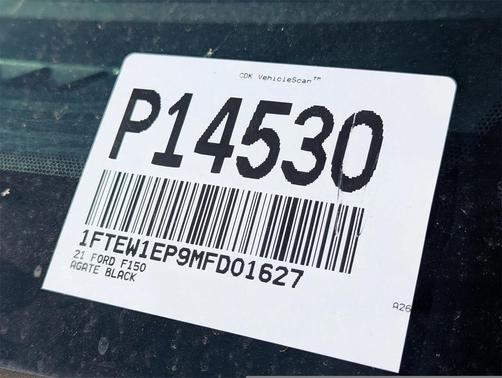 CDK VehicleScan™
P14530
1FTEW1EP9MFD01627
21 FORD F150
AGATE BLACK
A26